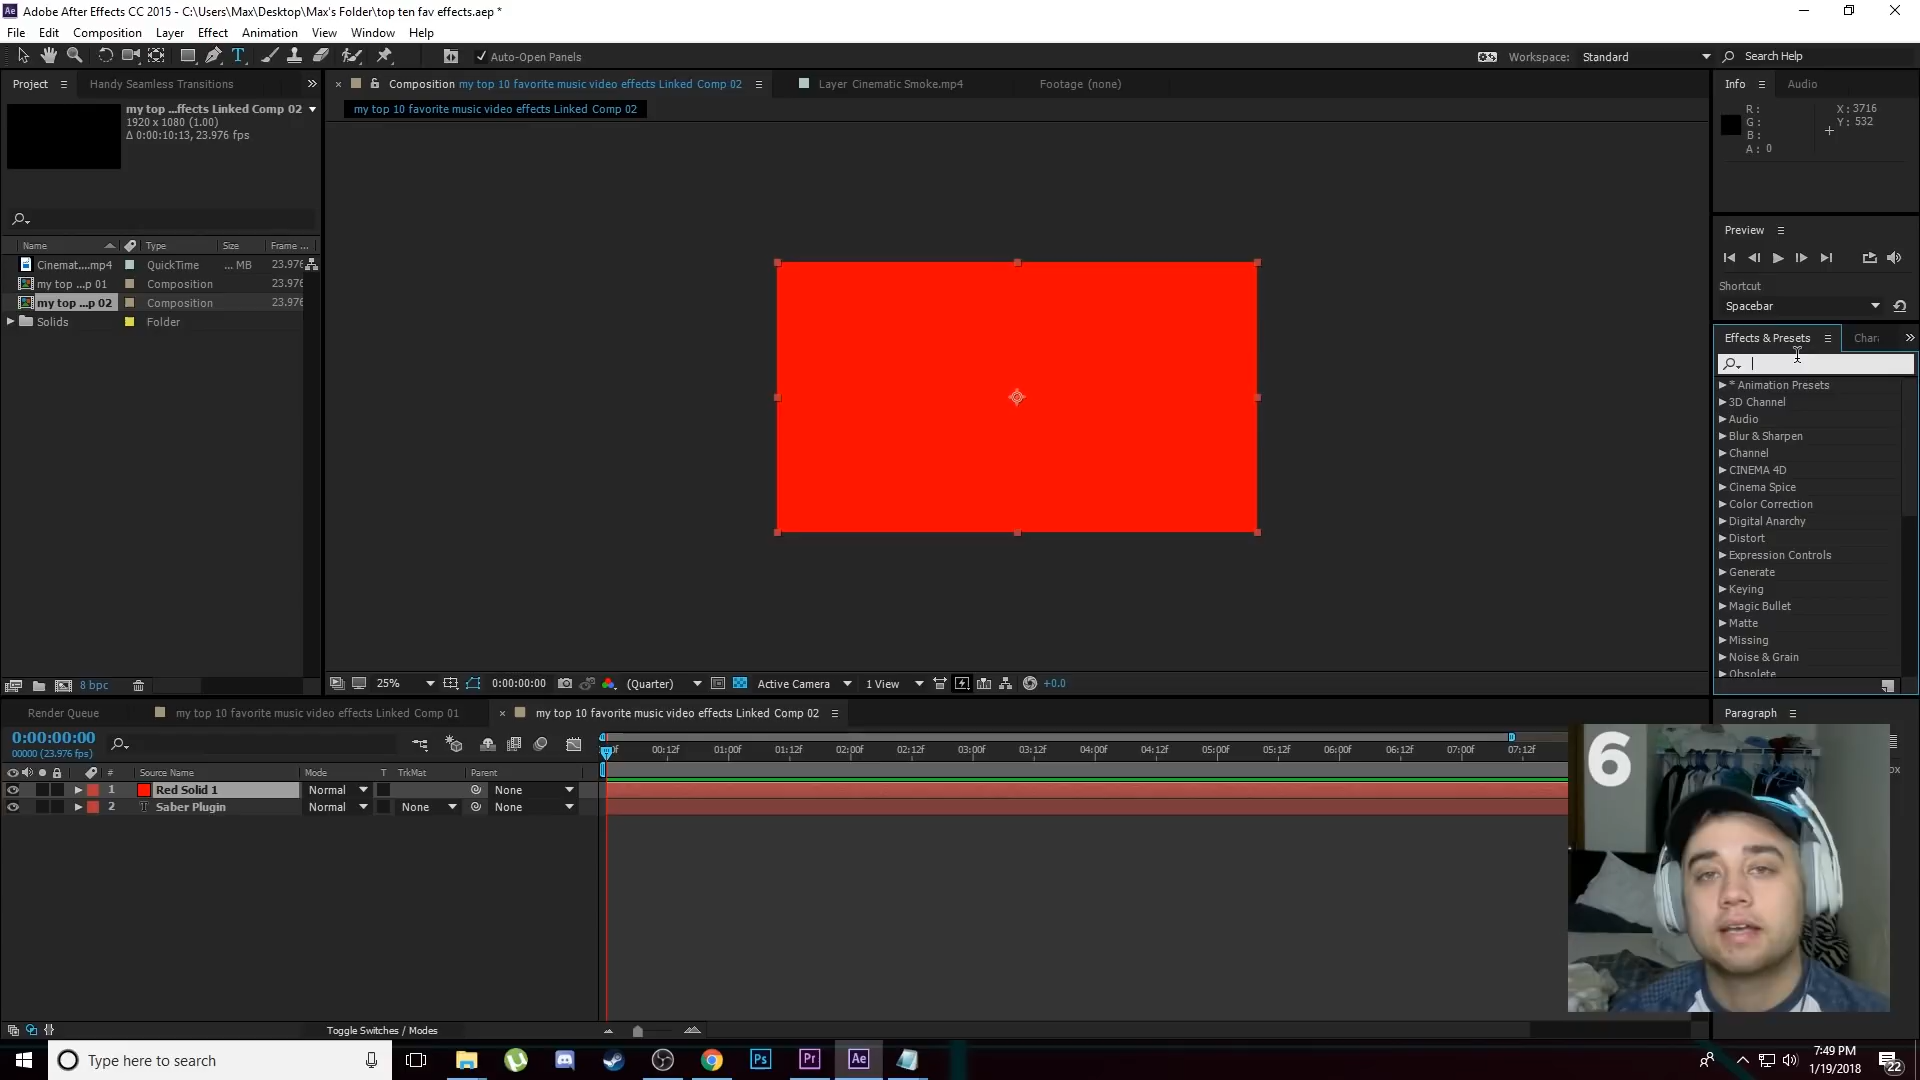 Adobe After Effects CC 2015 - C:\Users\Max\Desktop\Max's Folder\top ten fav effects.aep *
File Edit Composition Layer Effect Animation View Window Help
Auto-Open Panels
Workspace: Standard
Search Help
Project
Handy Seamless Transitions
my top ...ffects Linked Comp 02
1920 x 1080 (1.00)
Δ 0:00:10:13, 23.976 fps
Name Type Size Frame ...
Cinemat....mp4 QuickTime ... MB 23.976
my top ...p 01 Composition 23.976
my top ...p 02 Composition 23.976
Solids Folder
8 bpc
Composition my top 10 favorite music video effects Linked Comp 02
Layer Cinematic Smoke.mp4
Footage (none)
my top 10 favorite music video effects Linked Comp 02
25% 0:00:00:00 (Quarter) Active Camera 1 View +0.0
Info Audio
R: X: 3716
G: Y: 532
B:
A: 0
Preview
Shortcut
Spacebar
Effects & Presets
* Animation Presets
3D Channel
Audio
Blur & Sharpen
Channel
CINEMA 4D
Cinema Spice
Color Correction
Digital Anarchy
Distort
Expression Controls
Generate
Keying
Magic Bullet
Matte
Missing
Noise & Grain
Obsolete
Paragraph
Render Queue
my top 10 favorite music video effects Linked Comp 01
my top 10 favorite music video effects Linked Comp 02
0:00:00:00
00000 (23.976 fps)
00:12f 01:00f 01:12f 02:00f 02:12f 03:00f 03:12f 04:00f 04:12f 05:00f 05:12f 06:00f 06:12f 07:00f 07:12f
# Source Name Mode T TrkMat Parent
1 Red Solid 1 Normal None
2 T Saber Plugin Normal None None
6
Toggle Switches / Modes
Type here to search
Ps Pr Ae
7:49 PM
1/19/2018
22